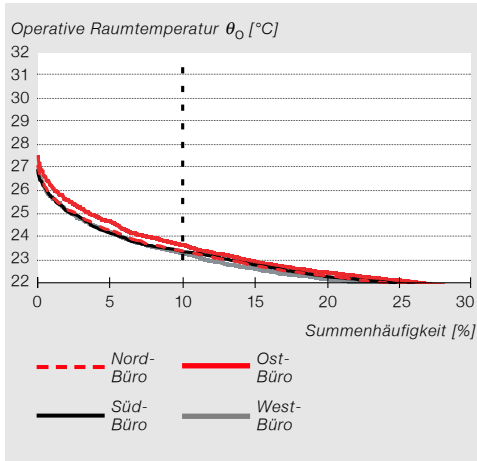 Operative Raumtemperatur θO [°C]
32
31
30
29
28
27
26
25
24
23
22
0 5 10 15 20 25 30
Summenhäufigkeit [%]
Nord-
Büro
Ost-
Büro
Süd-
Büro
West-
Büro